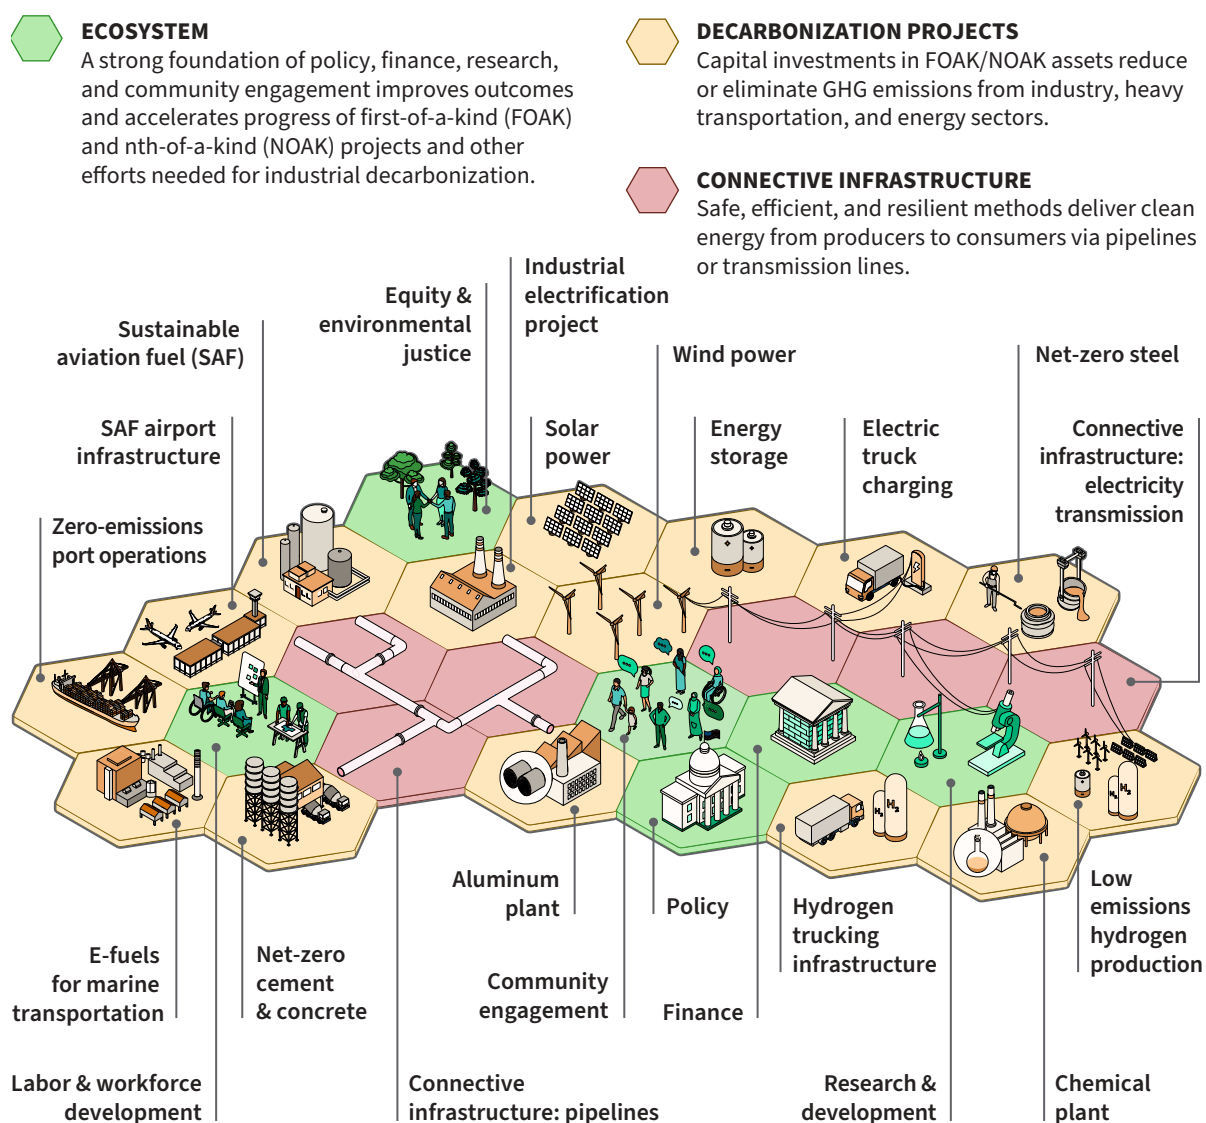 ECOSYSTEM
A strong foundation of policy, finance, research,
and community engagement improves outcomes
and accelerates progress of first-of-a-kind (FOAK)
and nth-of-a-kind (NOAK) projects and other
efforts needed for industrial decarbonization.
DECARBONIZATION PROJECTS
Capital investments in FOAK/NOAK assets reduce
or eliminate GHG emissions from industry, heavy
transportation, and energy sectors.
CONNECTIVE INFRASTRUCTURE
Safe, efficient, and resilient methods deliver clean
energy from producers to consumers via pipelines
or transmission lines.
Industrial
electrification
project
Equity &
environmental
justice
Sustainable
aviation fuel (SAF)
Wind power
Net-zero steel
SAF airport
infrastructure
Solar
power
Energy
storage
Electric
truck
charging
Connective
infrastructure:
electricity
transmission
Zero-emissions
port operations
H2
H2
H2
H2
Aluminum
plant
Policy
Hydrogen
trucking
infrastructure
Low
emissions
hydrogen
production
E-fuels
for marine
transportation
Net-zero
cement
& concrete
Community
engagement
Finance
Labor & workforce
development
Connective
infrastructure: pipelines
Research &
development
Chemical
plant